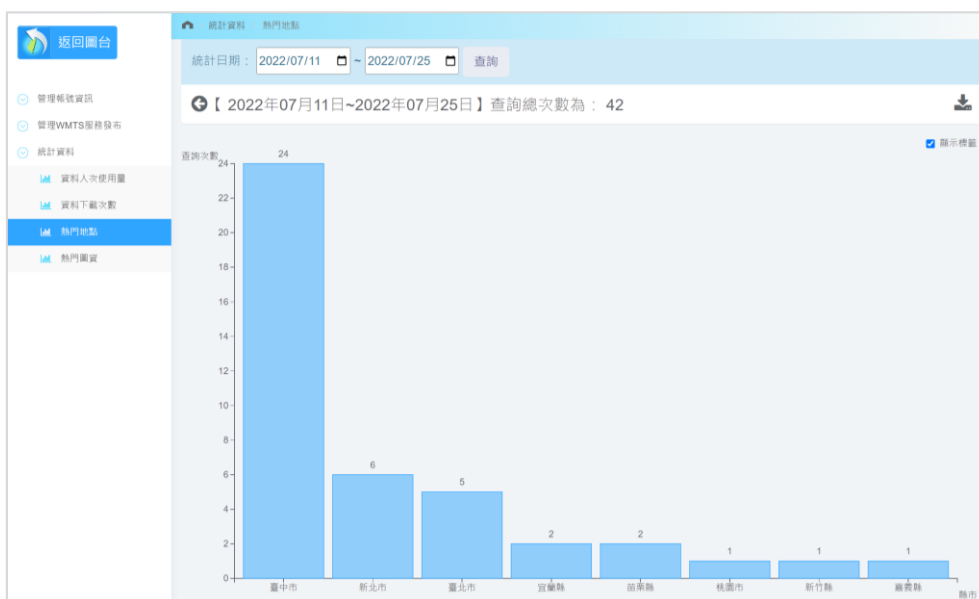 返回圖台
管理帳號資訊
管理WMTS服務發布
統計資料
資料人次使用量
資料下載次數
熱門地點
熱門圖資
統計資料 熱門地點
統計日期： 2022/07/11 ~ 2022/07/25 查詢
【 2022年07月11日~2022年07月25日】查詢總次數為： 42
顯示標籤
查詢次數
24
22
20
18
16
14
12
10
8
6
4
2
0
24
6
5
2
2
1
1
1
臺中市
新北市
臺北市
宜蘭縣
苗栗縣
桃園市
新竹縣
嘉義縣
縣市